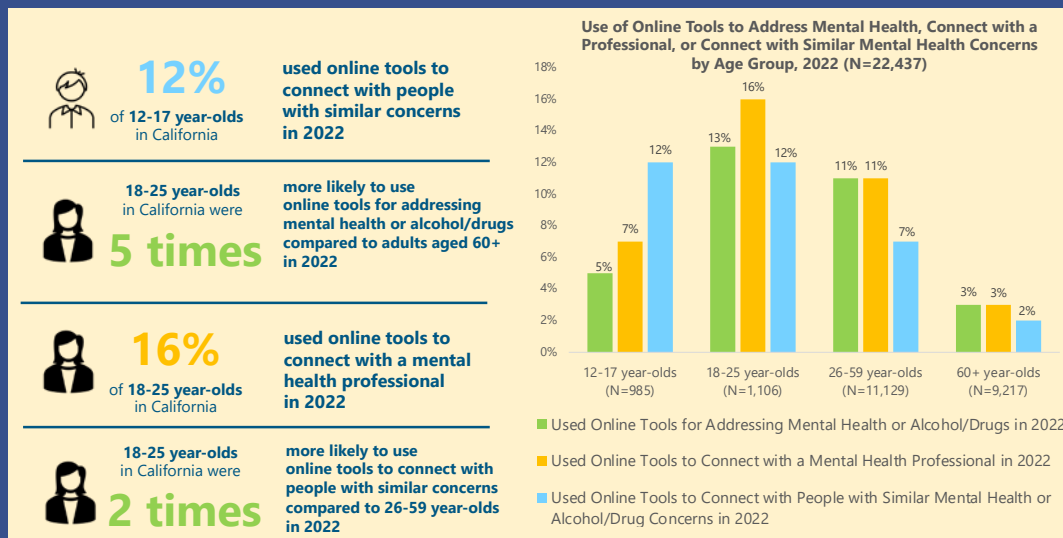 12%
of 12-17 year-olds
in California
used online tools to
connect with people
with similar concerns
in 2022
18-25 year-olds
in California were
5 times
more likely to use
online tools for addressing
mental health or alcohol/drugs
compared to adults aged 60+
in 2022
16%
of 18-25 year-olds
in California
used online tools to
connect with a mental
health professional
in 2022
18-25 year-olds
in California were
2 times
more likely to use
online tools to connect with
people with similar concerns
compared to 26-59 year-olds
in 2022
Use of Online Tools to Address Mental Health, Connect with a
Professional, or Connect with Similar Mental Health Concerns
by Age Group, 2022 (N=22,437)
18%
16%
14%
12%
10%
8%
6%
4%
2%
0%
5%
7%
12%
13%
16%
12%
11%
11%
7%
3%
3%
2%
12-17 year-olds
(N=985)
18-25 year-olds
(N=1,106)
26-59 year-olds
(N=11,129)
60+ year-olds
(N=9,217)
Used Online Tools for Addressing Mental Health or Alcohol/Drugs in 2022
Used Online Tools to Connect with a Mental Health Professional in 2022
Used Online Tools to Connect with People with Similar Mental Health or
Alcohol/Drug Concerns in 2022